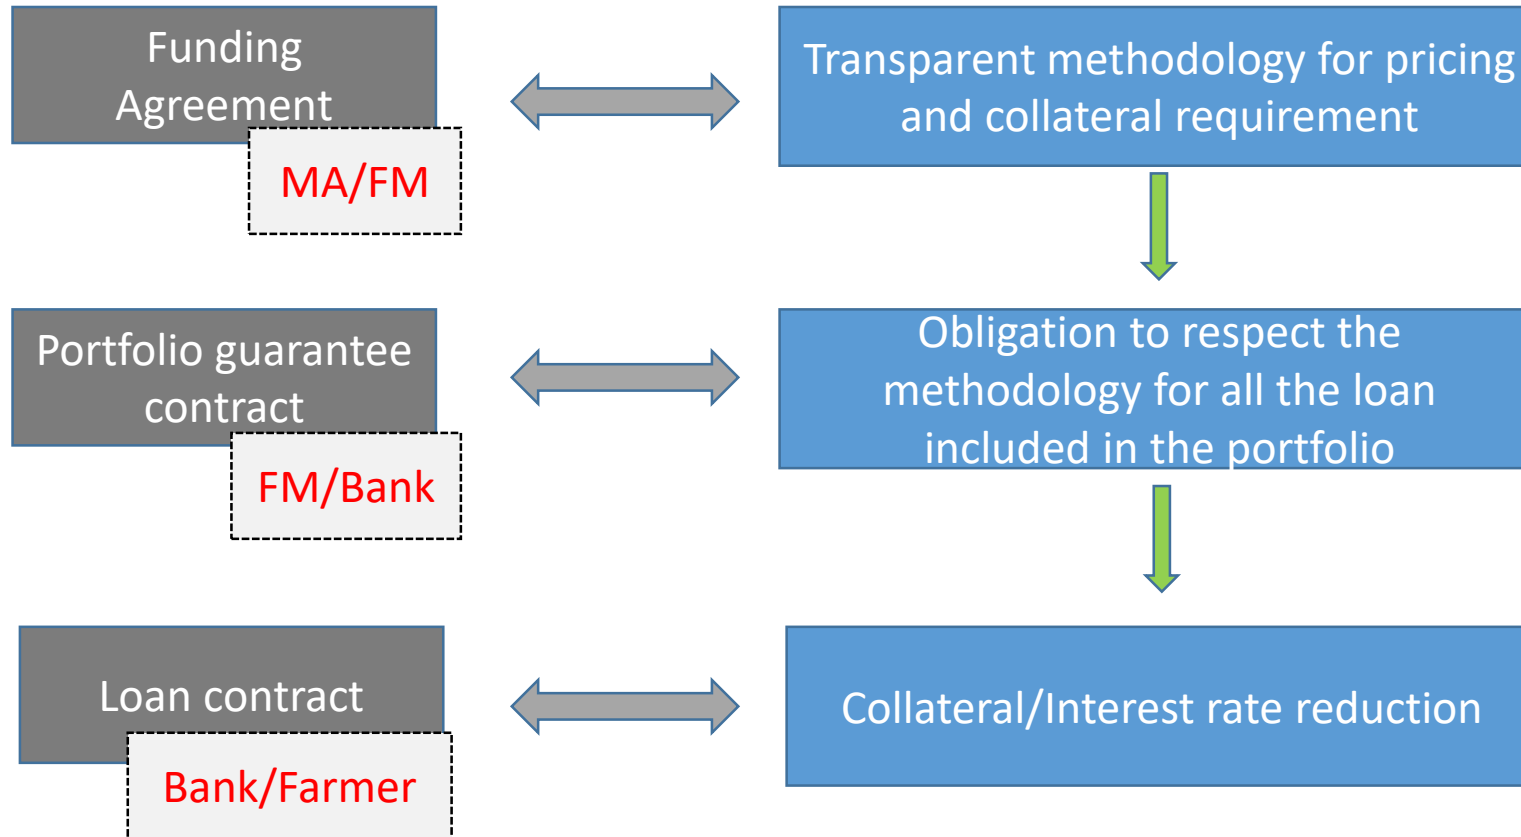 Funding
Agreement
MA/FM
Transparent methodology for pricing
and collateral requirement
Portfolio guarantee
contract
FM/Bank
Obligation to respect the
methodology for all the loan
included in the portfolio
Loan contract
Bank/Farmer
Collateral/Interest rate reduction